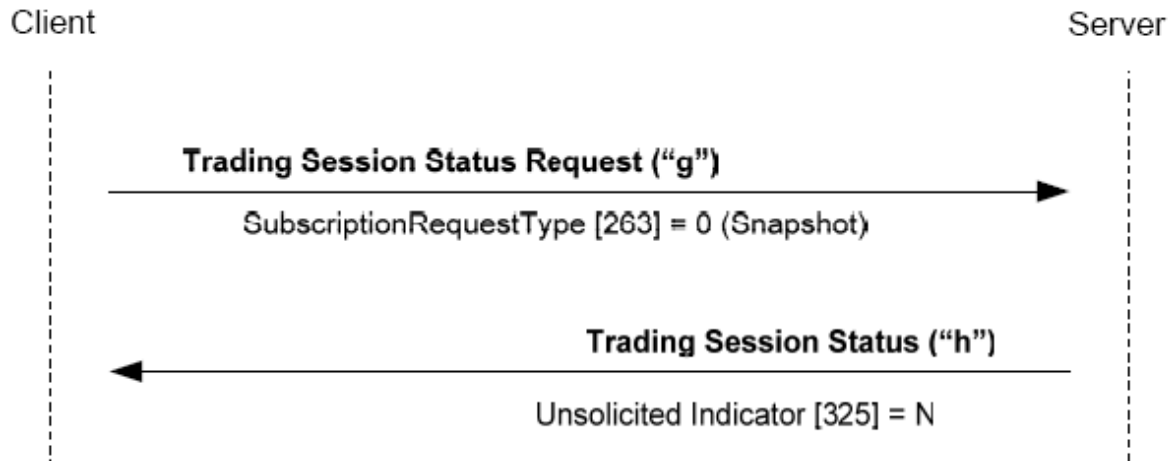 Client
Server
Trading Session Status Request (“g”)
SubscriptionRequestType [263] = 0 (Snapshot)
Trading Session Status (“h”)
Unsolicited Indicator [325] = N